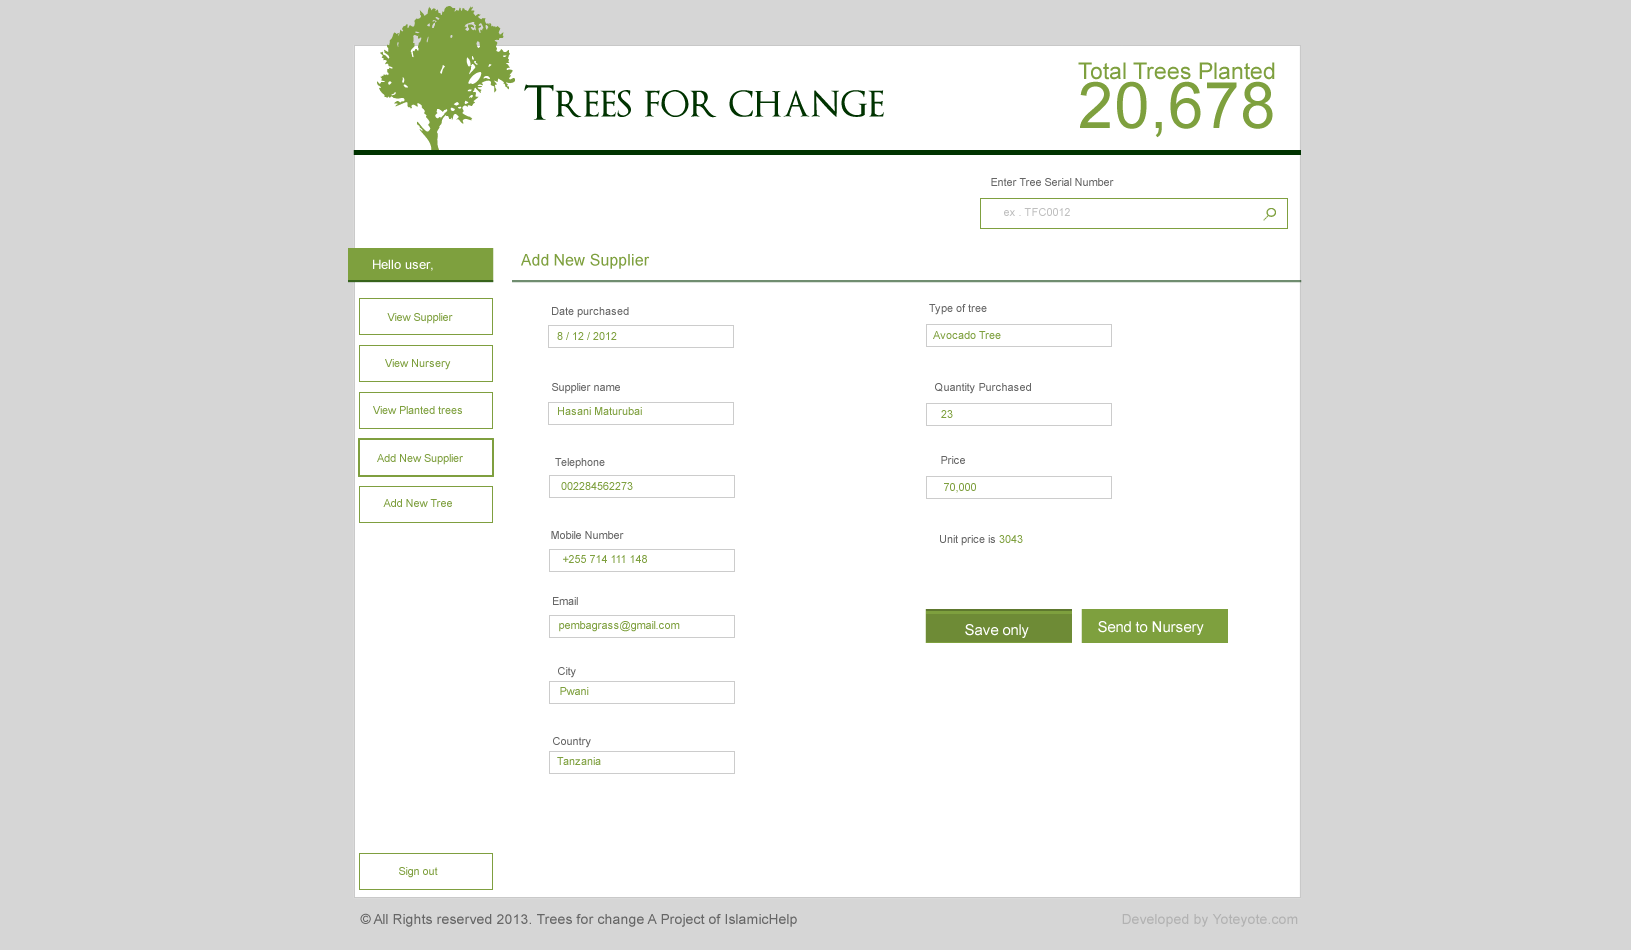 TREES FOR CHANGE
Total Trees Planted
20,678
Enter Tree Serial Number
ex . TFC0012
Hello user,
View Supplier
View Nursery
View Planted trees
Add New Supplier
Add New Tree
Sign out
Add New Supplier
Date purchased
8 / 12 / 2012
Supplier name
Hasani Maturubai
Telephone
002284562273
Mobile Number
+255 714 111 148
Email
pembagrass@gmail.com
City
Pwani
Country
Tanzania
Type of tree
Avocado Tree
Quantity Purchased
23
Price
70,000
Unit price is 3043
Save only
Send to Nursery
© All Rights reserved 2013. Trees for change A Project of IslamicHelp
Developed by Yoteyote.com